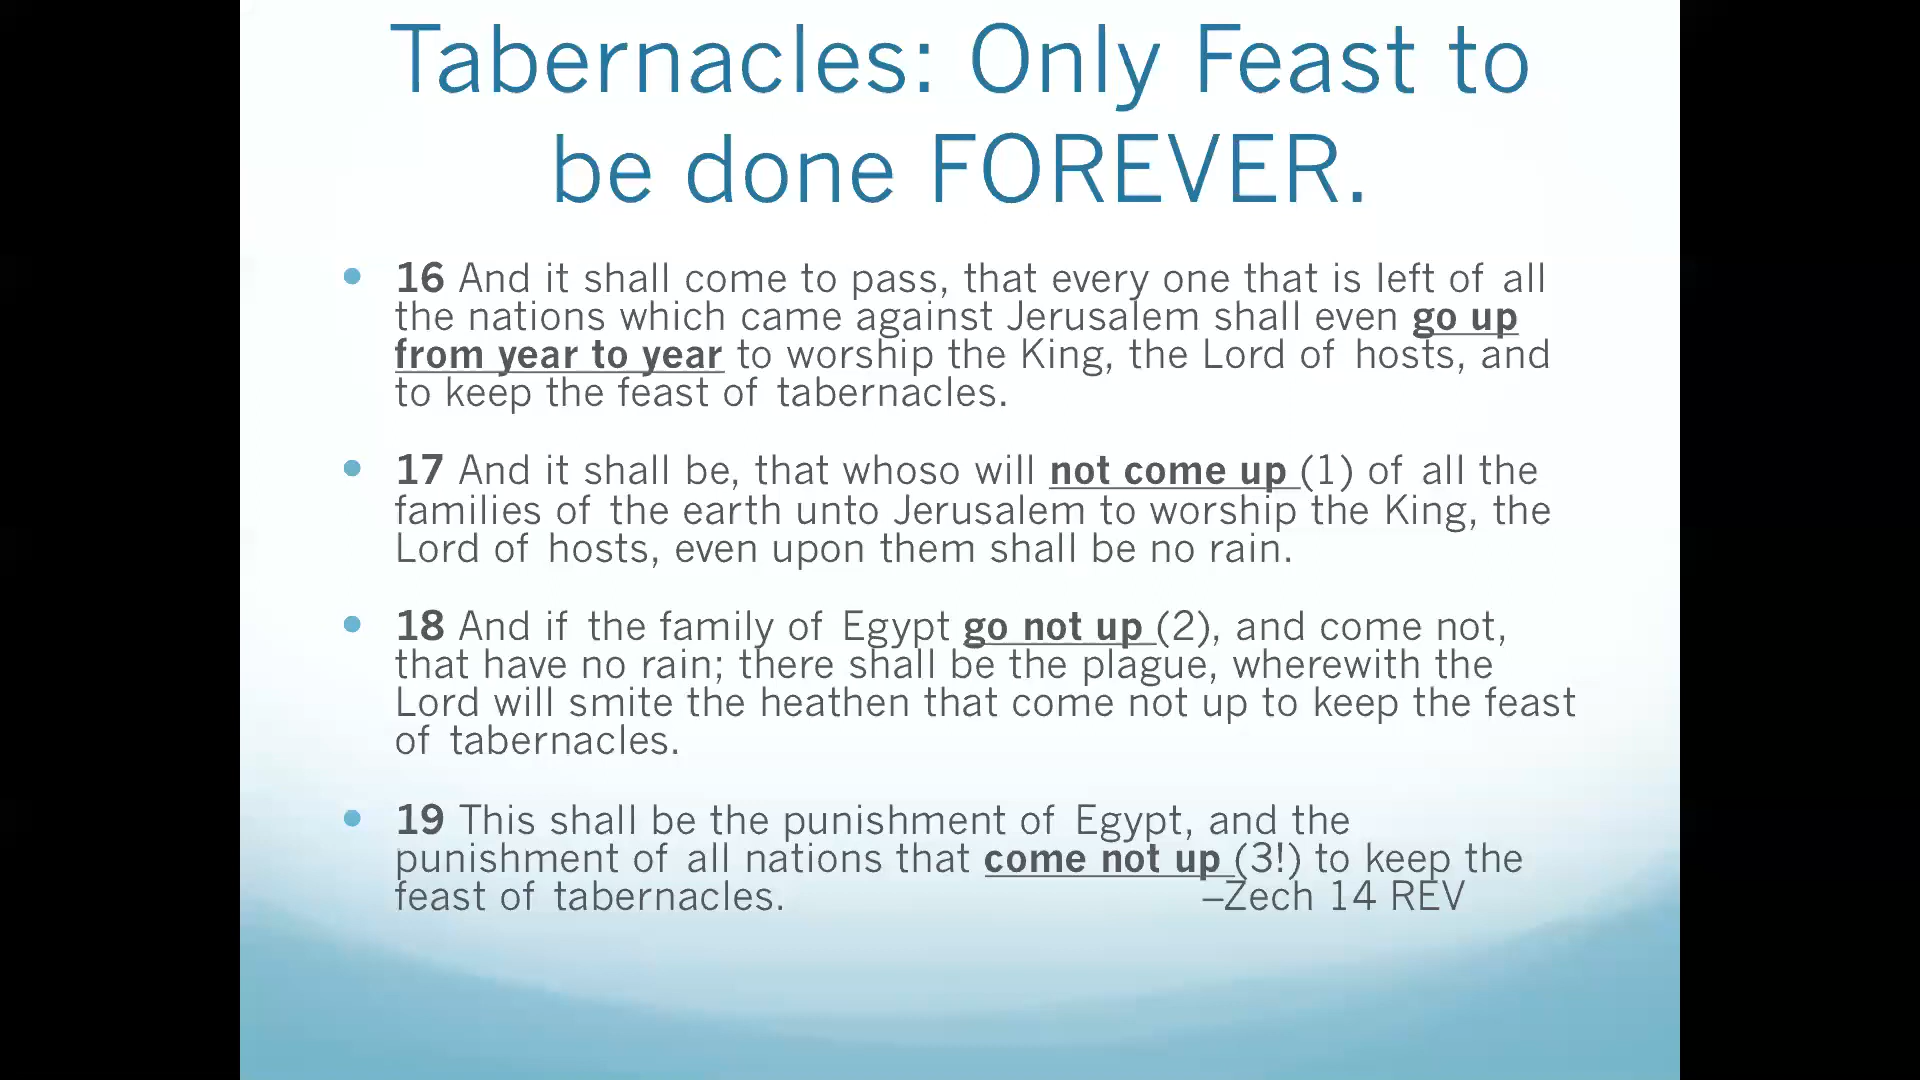 Tabernacles: Only Feast to
be done FOREVER.
• 16 And it shall come to pass, that every one that is left of all
the nations which came against Jerusalem shall even go up
from year to year to worship the King, the Lord of hosts, and
to keep the feast of tabernacles.
• 17 And it shall be, that whoso will not come up (1) of all the
families of the earth unto Jerusalem to worship the King, the
Lord of hosts, even upon them shall be no rain.
• 18 And if the family of Egypt go not up (2), and come not,
that have no rain; there shall be the plague, wherewith the
Lord will smite the heathen that come not up to keep the feast
of tabernacles.
• 19 This shall be the punishment of Egypt, and the
punishment of all nations that come not up (3!) to keep the
feast of tabernacles. –Zech 14 REV